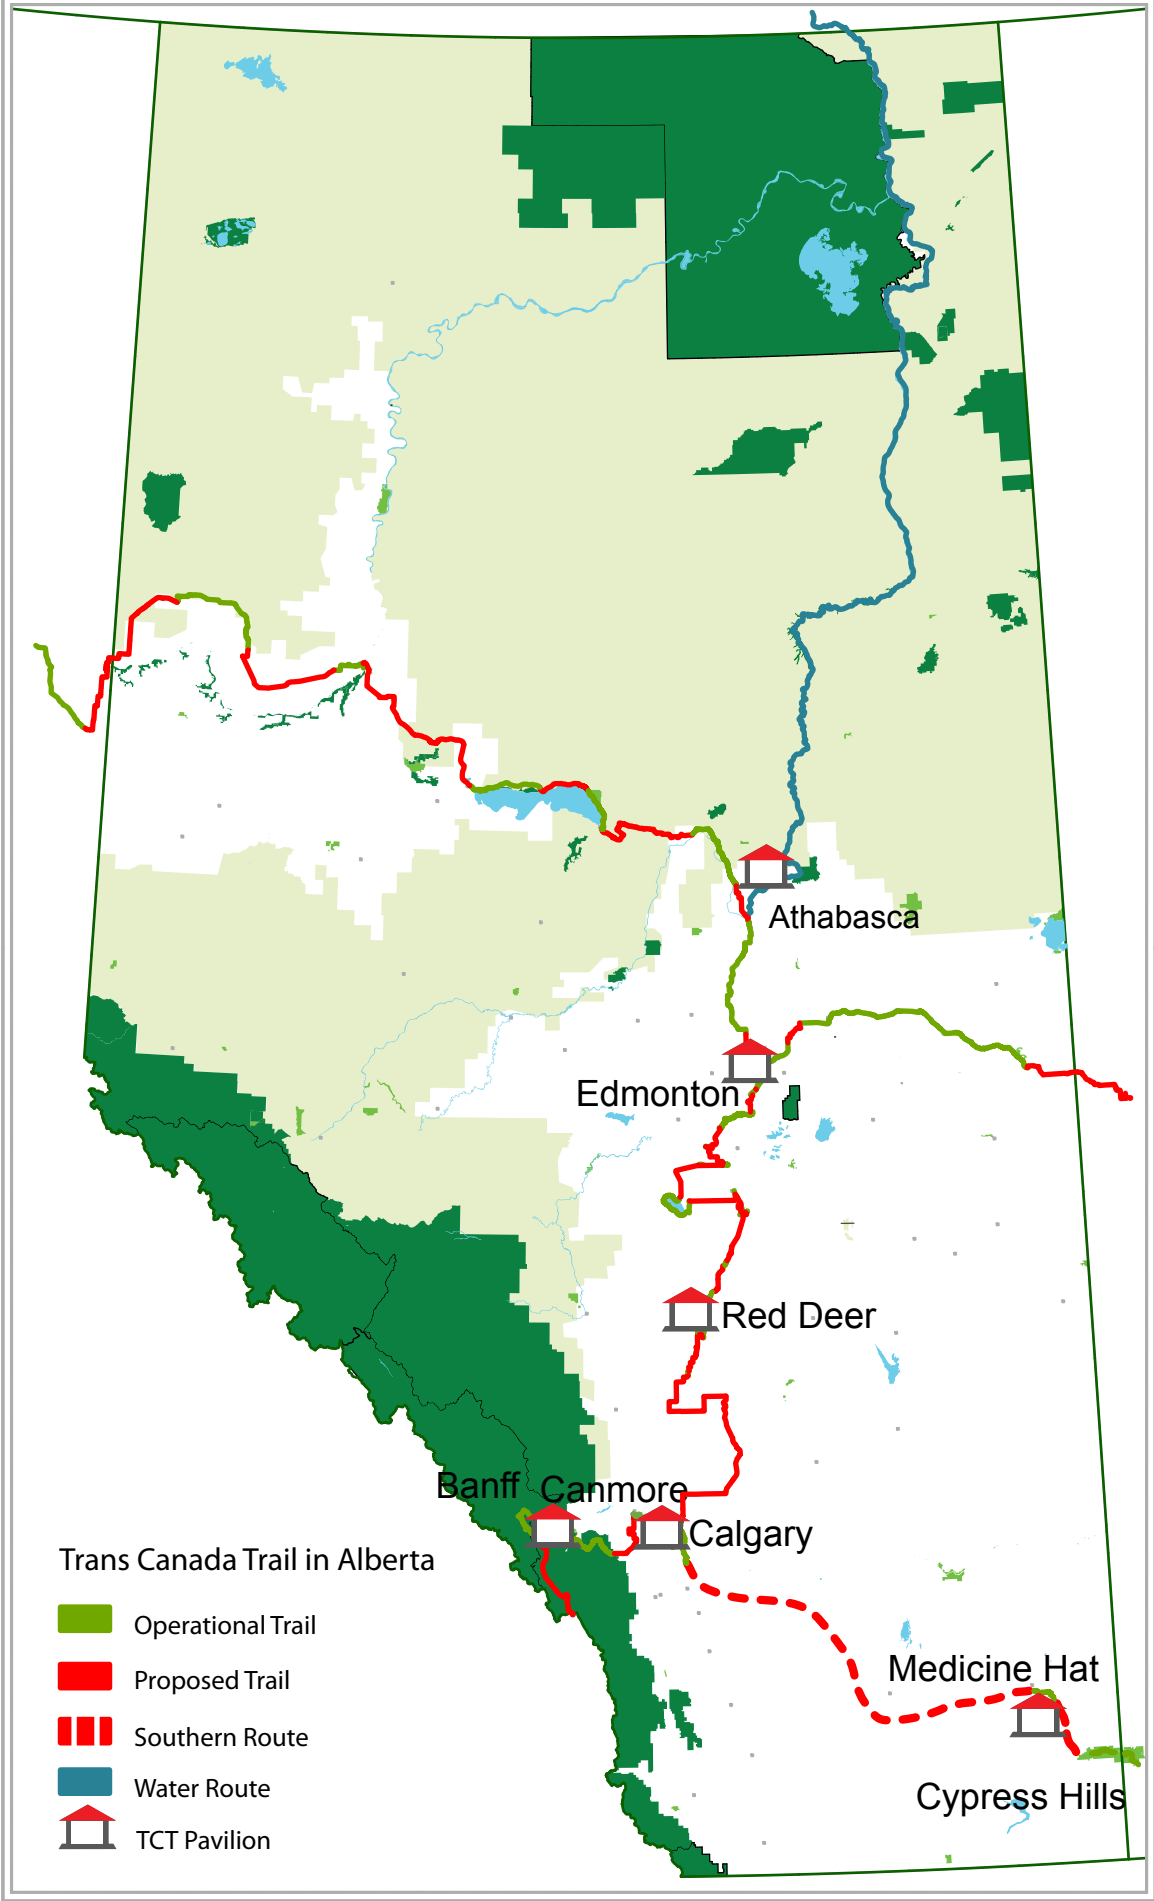 Athabasca
Edmonton
Red Deer
Banff
Canmore
Calgary
Medicine Hat
Cypress Hills
Trans Canada Trail in Alberta
Operational Trail
Proposed Trail
Southern Route
Water Route
TCT Pavilion